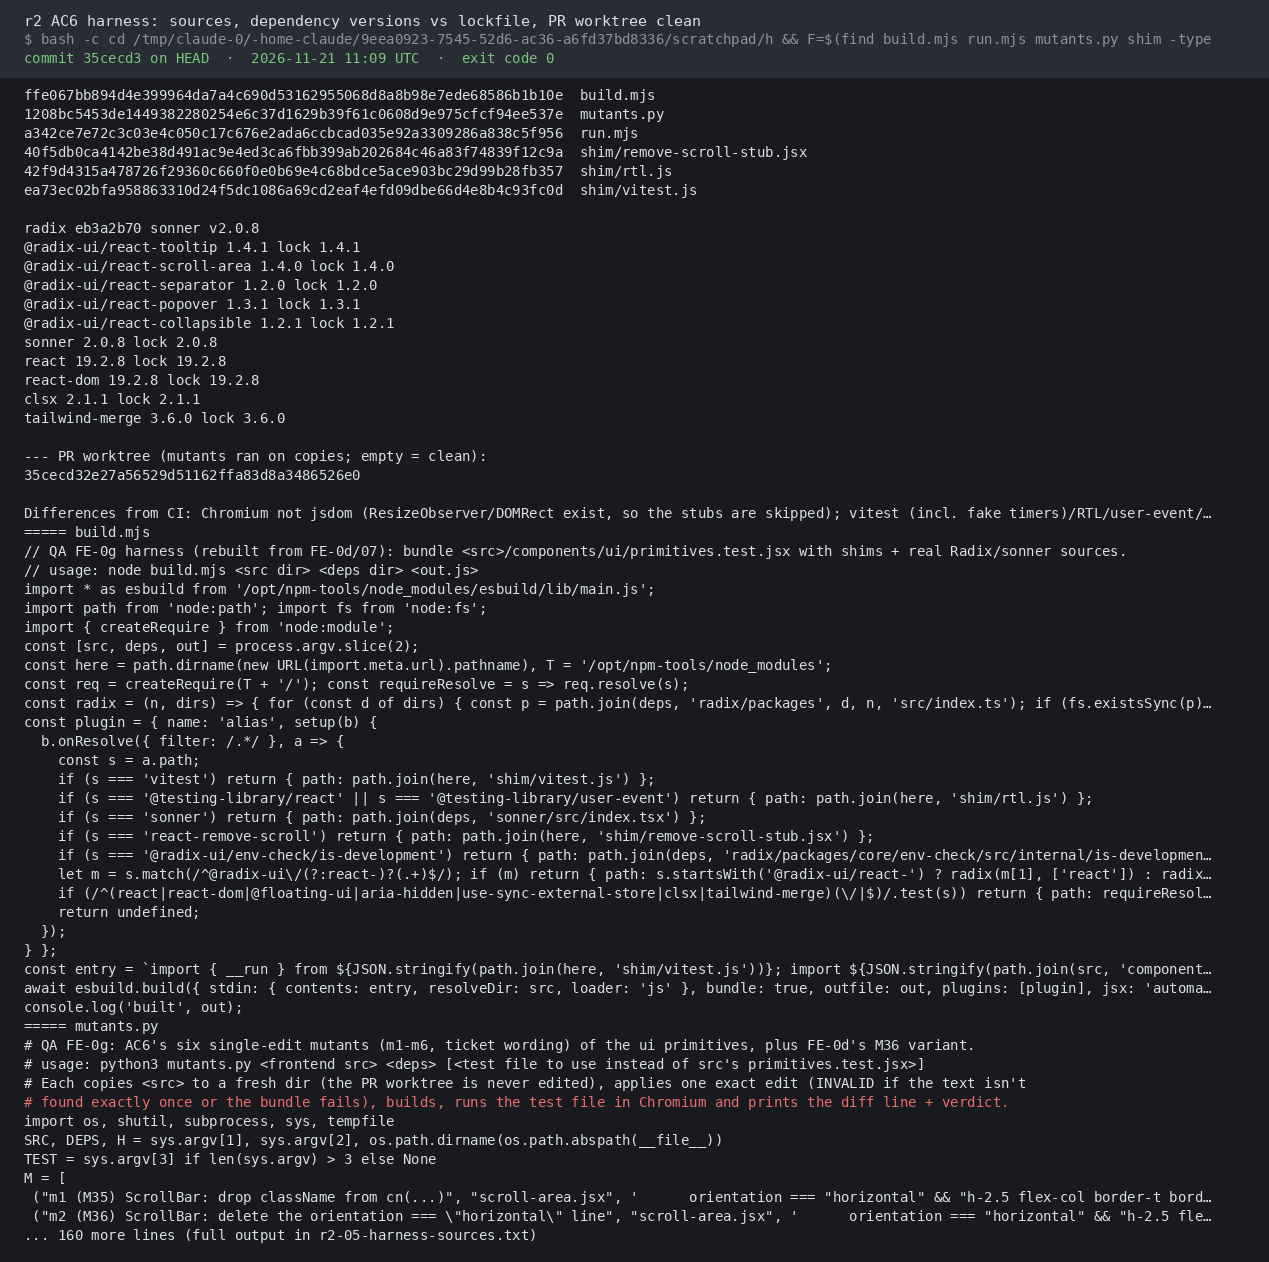 r2 AC6 harness: sources, dependency versions vs lockfile, PR worktree clean
$ bash -c cd /tmp/claude-0/-home-claude/9eea0923-7545-52d6-ac36-a6fd37bd8336/scratchpad/h && F=$(find build.mjs run.mjs mutants.py shim -type
commit 35cecd3 on HEAD  ·  2026-11-21 11:09 UTC  ·  exit code 0
ffe067bb894d4e399964da7a4c690d53162955068d8a8b98e7ede68586b1b10e  build.mjs
1208bc5453de1449382280254e6c37d1629b39f61c0608d9e975cfcf94ee537e  mutants.py
a342ce7e72c3c03e4c050c17c676e2ada6ccbcad035e92a3309286a838c5f956  run.mjs
40f5db0ca4142be38d491ac9e4ed3ca6fbb399ab202684c46a83f74839f12c9a  shim/remove-scroll-stub.jsx
42f9d4315a478726f29360c660f0e0b69e4c68bdce5ace903bc29d99b28fb357  shim/rtl.js
ea73ec02bfa958863310d24f5dc1086a69cd2eaf4efd09dbe66d4e8b4c93fc0d  shim/vitest.js
radix eb3a2b70 sonner v2.0.8
@radix-ui/react-tooltip 1.4.1 lock 1.4.1
@radix-ui/react-scroll-area 1.4.0 lock 1.4.0
@radix-ui/react-separator 1.2.0 lock 1.2.0
@radix-ui/react-popover 1.3.1 lock 1.3.1
@radix-ui/react-collapsible 1.2.1 lock 1.2.1
sonner 2.0.8 lock 2.0.8
react 19.2.8 lock 19.2.8
react-dom 19.2.8 lock 19.2.8
clsx 2.1.1 lock 2.1.1
tailwind-merge 3.6.0 lock 3.6.0
--- PR worktree (mutants ran on copies; empty = clean):
35cecd32e27a56529d51162ffa83d8a3486526e0
Differences from CI: Chromium not jsdom (ResizeObserver/DOMRect exist, so the stubs are skipped); vitest (incl. fake timers)/RTL/user-event/…
===== build.mjs
// QA FE-0g harness (rebuilt from FE-0d/07): bundle <src>/components/ui/primitives.test.jsx with shims + real Radix/sonner sources.
// usage: node build.mjs <src dir> <deps dir> <out.js>
import * as esbuild from '/opt/npm-tools/node_modules/esbuild/lib/main.js';
import path from 'node:path'; import fs from 'node:fs';
import { createRequire } from 'node:module';
const [src, deps, out] = process.argv.slice(2);
const here = path.dirname(new URL(import.meta.url).pathname), T = '/opt/npm-tools/node_modules';
const req = createRequire(T + '/'); const requireResolve = s => req.resolve(s);
const radix = (n, dirs) => { for (const d of dirs) { const p = path.join(deps, 'radix/packages', d, n, 'src/index.ts'); if (fs.existsSync(p)…
const plugin = { name: 'alias', setup(b) {
  b.onResolve({ filter: /.*/ }, a => {
    const s = a.path;
    if (s === 'vitest') return { path: path.join(here, 'shim/vitest.js') };
    if (s === '@testing-library/react' || s === '@testing-library/user-event') return { path: path.join(here, 'shim/rtl.js') };
    if (s === 'sonner') return { path: path.join(deps, 'sonner/src/index.tsx') };
    if (s === 'react-remove-scroll') return { path: path.join(here, 'shim/remove-scroll-stub.jsx') };
    if (s === '@radix-ui/env-check/is-development') return { path: path.join(deps, 'radix/packages/core/env-check/src/internal/is-developmen…
    let m = s.match(/^@radix-ui\/(?:react-)?(.+)$/); if (m) return { path: s.startsWith('@radix-ui/react-') ? radix(m[1], ['react']) : radix…
    if (/^(react|react-dom|@floating-ui|aria-hidden|use-sync-external-store|clsx|tailwind-merge)(\/|$)/.test(s)) return { path: requireResol…
    return undefined;
  });
} };
const entry = `import { __run } from ${JSON.stringify(path.join(here, 'shim/vitest.js'))}; import ${JSON.stringify(path.join(src, 'component…
await esbuild.build({ stdin: { contents: entry, resolveDir: src, loader: 'js' }, bundle: true, outfile: out, plugins: [plugin], jsx: 'automa…
console.log('built', out);
===== mutants.py
# QA FE-0g: AC6's six single-edit mutants (m1-m6, ticket wording) of the ui primitives, plus FE-0d's M36 variant.
# usage: python3 mutants.py <frontend src> <deps> [<test file to use instead of src's primitives.test.jsx>]
# Each copies <src> to a fresh dir (the PR worktree is never edited), applies one exact edit (INVALID if the text isn't
# found exactly once or the bundle fails), builds, runs the test file in Chromium and prints the diff line + verdict.
import os, shutil, subprocess, sys, tempfile
SRC, DEPS, H = sys.argv[1], sys.argv[2], os.path.dirname(os.path.abspath(__file__))
TEST = sys.argv[3] if len(sys.argv) > 3 else None
M = [
 ("m1 (M35) ScrollBar: drop className from cn(...)", "scroll-area.jsx", '      orientation === "horizontal" && "h-2.5 flex-col border-t bord…
 ("m2 (M36) ScrollBar: delete the orientation === \"horizontal\" line", "scroll-area.jsx", '      orientation === "horizontal" && "h-2.5 fle…
... 160 more lines (full output in r2-05-harness-sources.txt)